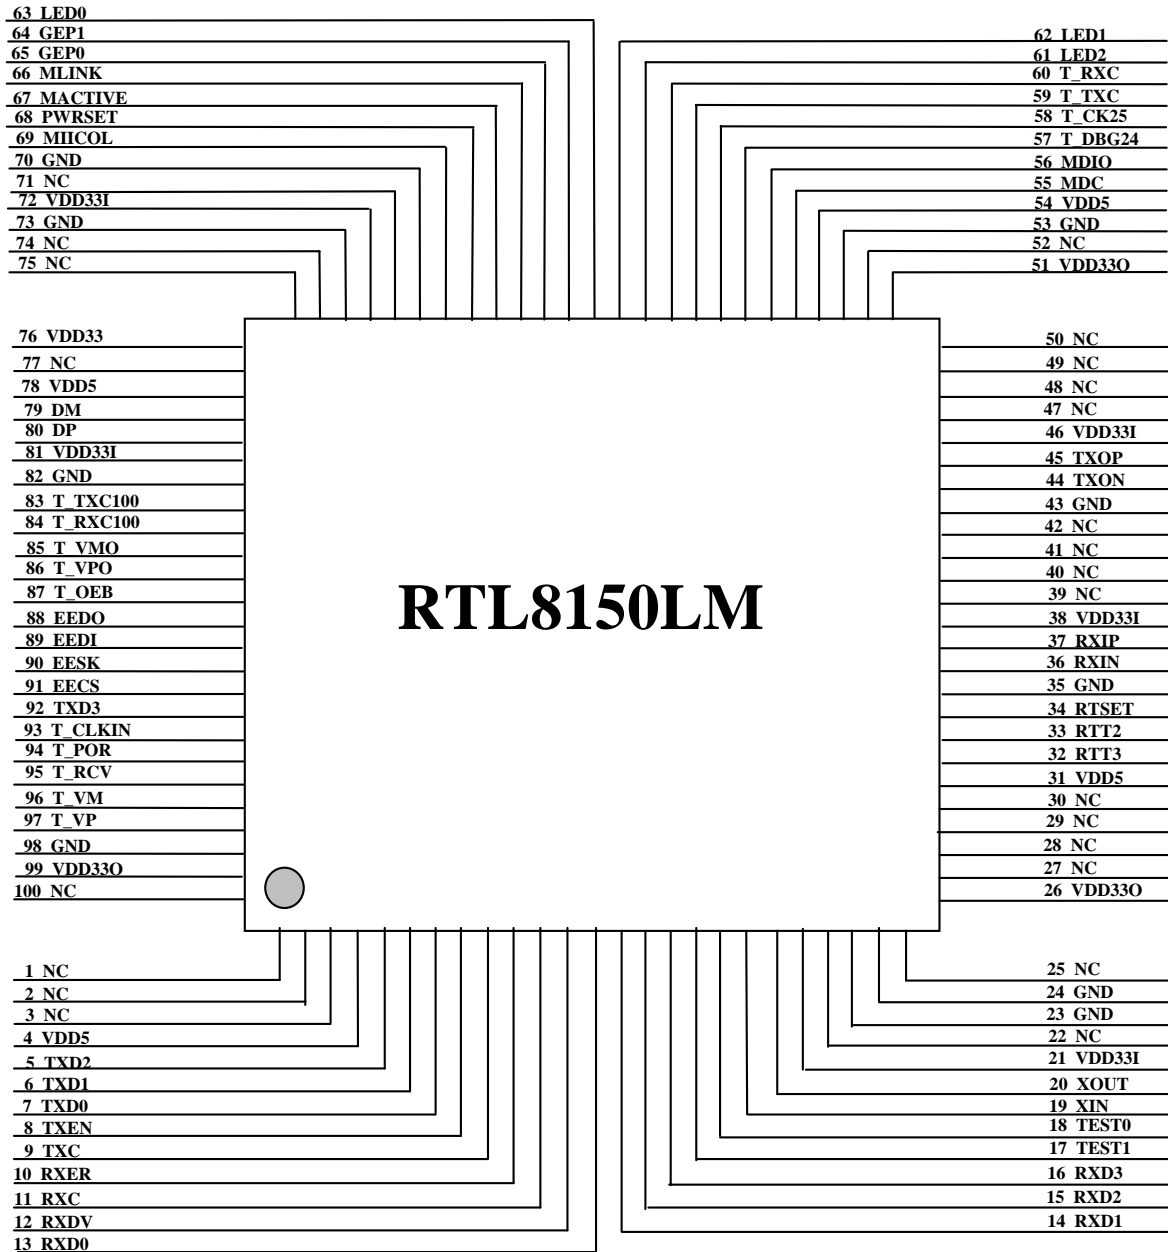 63 LED0
64 GEP1
65 GEP0
66 MLINK
67 MACTIVE
68 PWRSET
69 MIICOL
70 GND
71 NC
72 VDD33I
73 GND
74 NC
75 NC
62 LED1
61 LED2
60 T_RXC
59 T_TXC
58 T_CK25
57 T_DBG24
56 MDIO
55 MDC
54 VDD5
53 GND
52 NC
51 VDD33O
76 VDD33
77 NC
78 VDD5
79 DM
80 DP
81 VDD33I
82 GND
83 T_TXC100
84 T_RXC100
85 T_VMO
86 T_VPO
87 T_OEB
88 EEDO
89 EEDI
90 EESK
91 EECS
92 TXD3
93 T_CLKIN
94 T_POR
95 T_RCV
96 T_VM
97 T_VP
98 GND
99 VDD33O
100 NC
RTL8150LM
50 NC
49 NC
48 NC
47 NC
46 VDD33I
45 TXOP
44 TXON
43 GND
42 NC
41 NC
40 NC
39 NC
38 VDD33I
37 RXIP
36 RXIN
35 GND
34 RTSET
33 RTT2
32 RTT3
31 VDD5
30 NC
29 NC
28 NC
27 NC
26 VDD33O
1 NC
2 NC
3 NC
4 VDD5
5 TXD2
6 TXD1
7 TXD0
8 TXEN
9 TXC
10 RXER
11 RXC
12 RXDV
13 RXD0
25 NC
24 GND
23 GND
22 NC
21 VDD33I
20 XOUT
19 XIN
18 TEST0
17 TEST1
16 RXD3
15 RXD2
14 RXD1